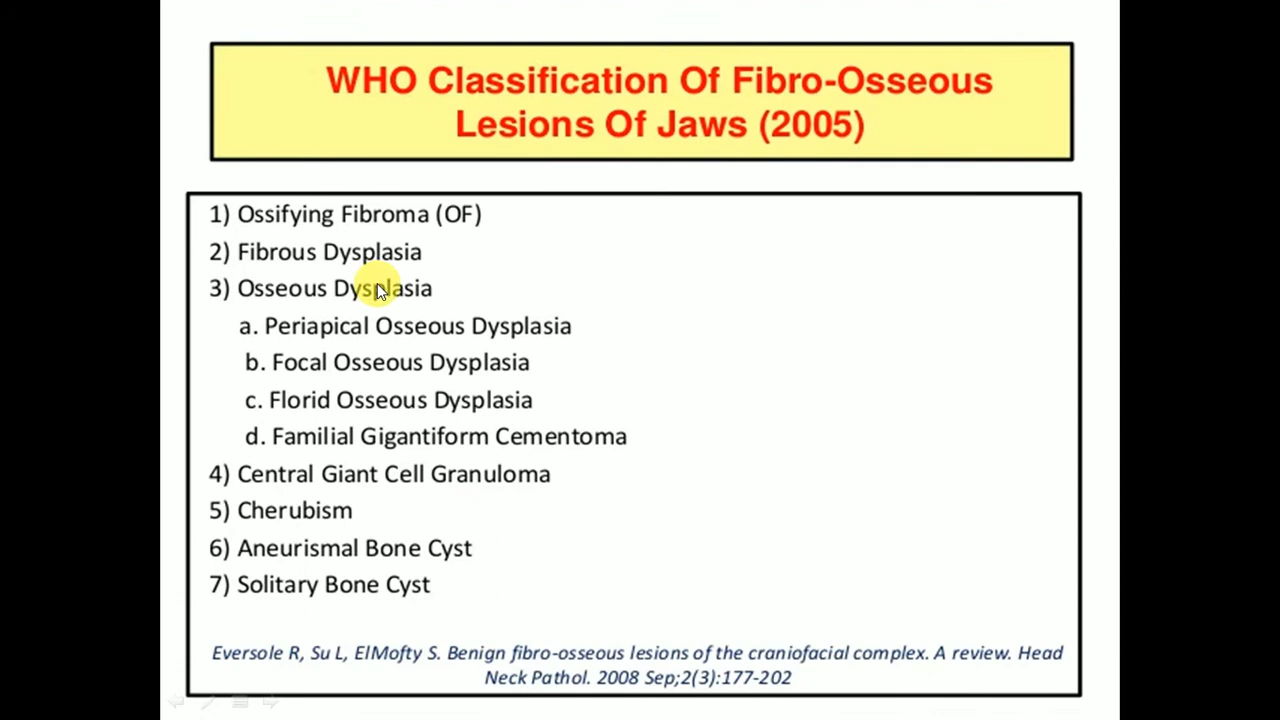 WHO Classification Of Fibro-Osseous
Lesions Of Jaws (2005)
1) Ossifying Fibroma (OF)
2) Fibrous Dysplasia
3) Osseous Dysplasia
a. Periapical Osseous Dysplasia
b. Focal Osseous Dysplasia
c. Florid Osseous Dysplasia
d. Familial Gigantiform Cementoma
4) Central Giant Cell Granuloma
5) Cherubism
6) Aneurismal Bone Cyst
7) Solitary Bone Cyst
Eversole R, Su L, ElMofty S. Benign fibro-osseous lesions of the craniofacial complex. A review. Head
Neck Pathol. 2008 Sep;2(3):177-202